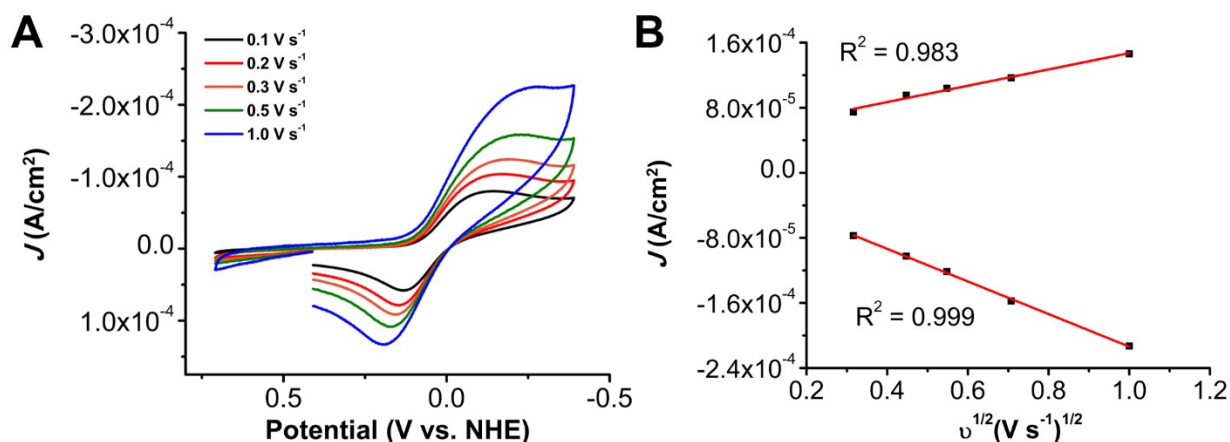 A
-3.0x10⁻⁴
-2.0x10⁻⁴
-1.0x10⁻⁴
0.0
1.0x10⁻⁴
J (A/cm²)
0.1 V s⁻¹
0.2 V s⁻¹
0.3 V s⁻¹
0.5 V s⁻¹
1.0 V s⁻¹
0.5
0.0
-0.5
Potential (V vs. NHE)
B
1.6x10⁻⁴
8.0x10⁻⁵
0.0
-8.0x10⁻⁵
-1.6x10⁻⁴
-2.4x10⁻⁴
J (A/cm²)
R² = 0.983
R² = 0.999
0.2
0.4
0.6
0.8
1.0
1.2
υ¹/²(V s⁻¹)¹/²